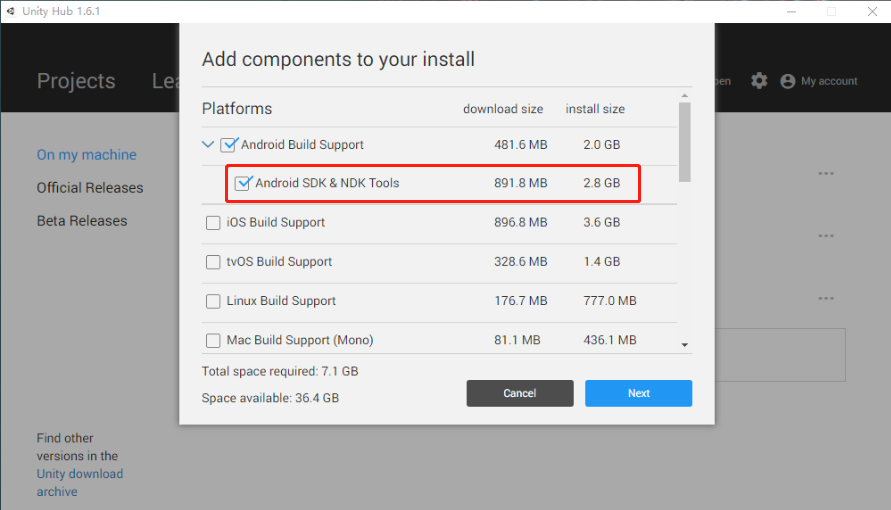 Unity Hub 1.6.1
Add components to your install
Projects
My account
Platforms download size install size
Android Build Support 481.6 MB 2.0 GB
Android SDK & NDK Tools 891.8 MB 2.8 GB
iOS Build Support 896.8 MB 3.6 GB
tvOS Build Support 328.6 MB 1.4 GB
Linux Build Support 176.7 MB 777.0 MB
Mac Build Support (Mono) 81.1 MB 436.1 MB
Total space required: 7.1 GB
Space available: 36.4 GB
Cancel
Next
On my machine
Official Releases
Beta Releases
Find other
versions in the
Unity download
archive